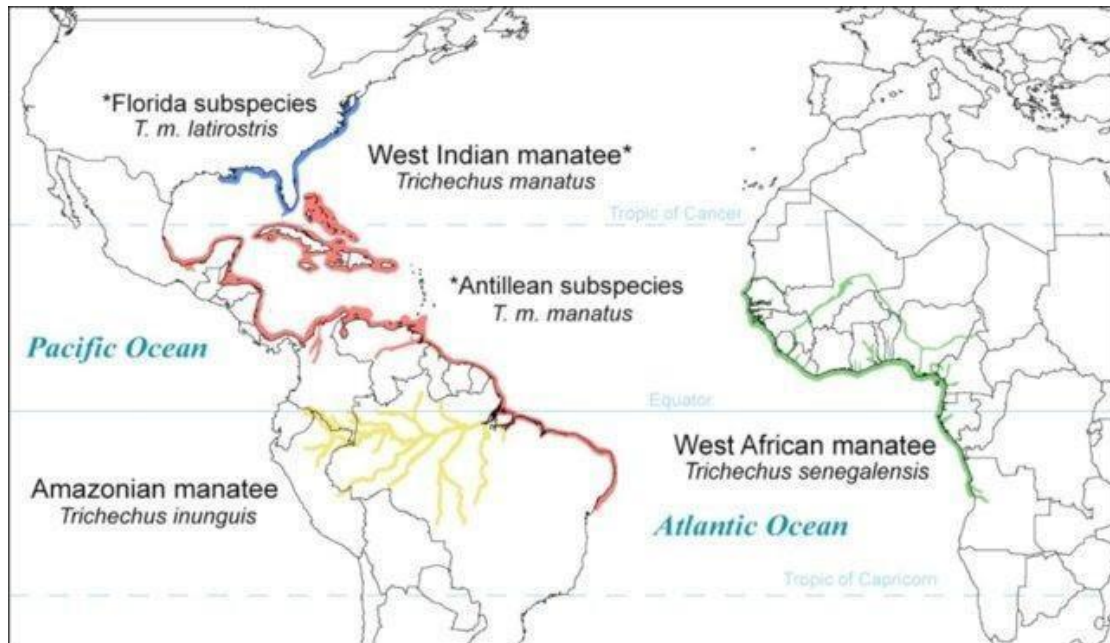 *Florida subspecies
T. m. latirostris
West Indian manatee*
Trichechus manatus
Tropic of Cancer
*Antillean subspecies
T. m. manatus
Pacific Ocean
Equator
West African manatee
Trichechus senegalensis
Amazonian manatee
Trichechus inunguis
Atlantic Ocean
Tropic of Capricorn